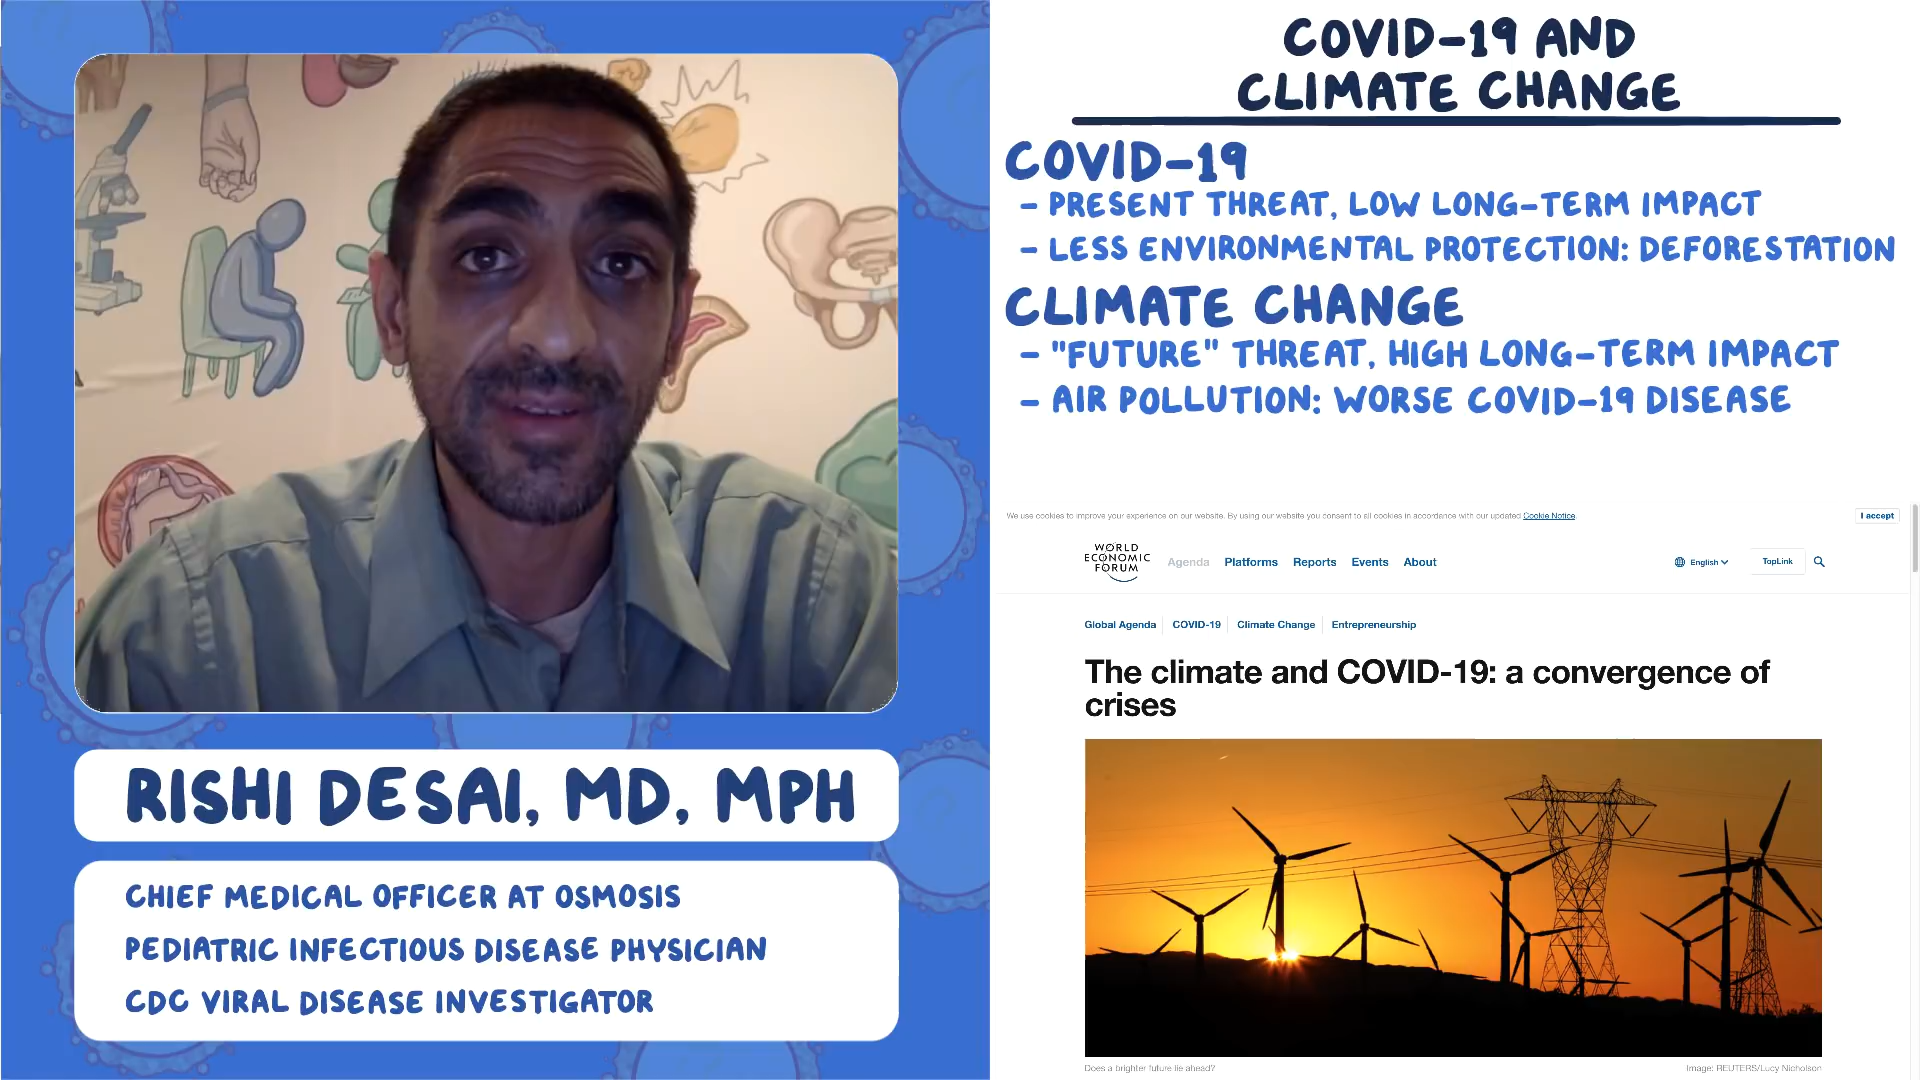 RISHI DESAI, MD, MPH
CHIEF MEDICAL OFFICER AT OSMOSIS
PEDIATRIC INFECTIOUS DISEASE PHYSICIAN
CDC VIRAL DISEASE INVESTIGATOR
COVID-19 AND
CLIMATE CHANGE
COVID-19
- PRESENT THREAT, LOW LONG-TERM IMPACT
- LESS ENVIRONMENTAL PROTECTION: DEFORESTATION
CLIMATE CHANGE
- "FUTURE" THREAT, HIGH LONG-TERM IMPACT
- AIR POLLUTION: WORSE COVID-19 DISEASE
We use cookies to improve your experience on our website. By using our website you consent to all cookies in accordance with our updated Cookie Notice.
I accept
WORLD
ECONOMIC
FORUM
Agenda Platforms Reports Events About
English TopLink
Global Agenda COVID-19 Climate Change Entrepreneurship
The climate and COVID-19: a convergence of
crises
Does a brighter future lie ahead?
Image: REUTERS/Lucy Nicholson